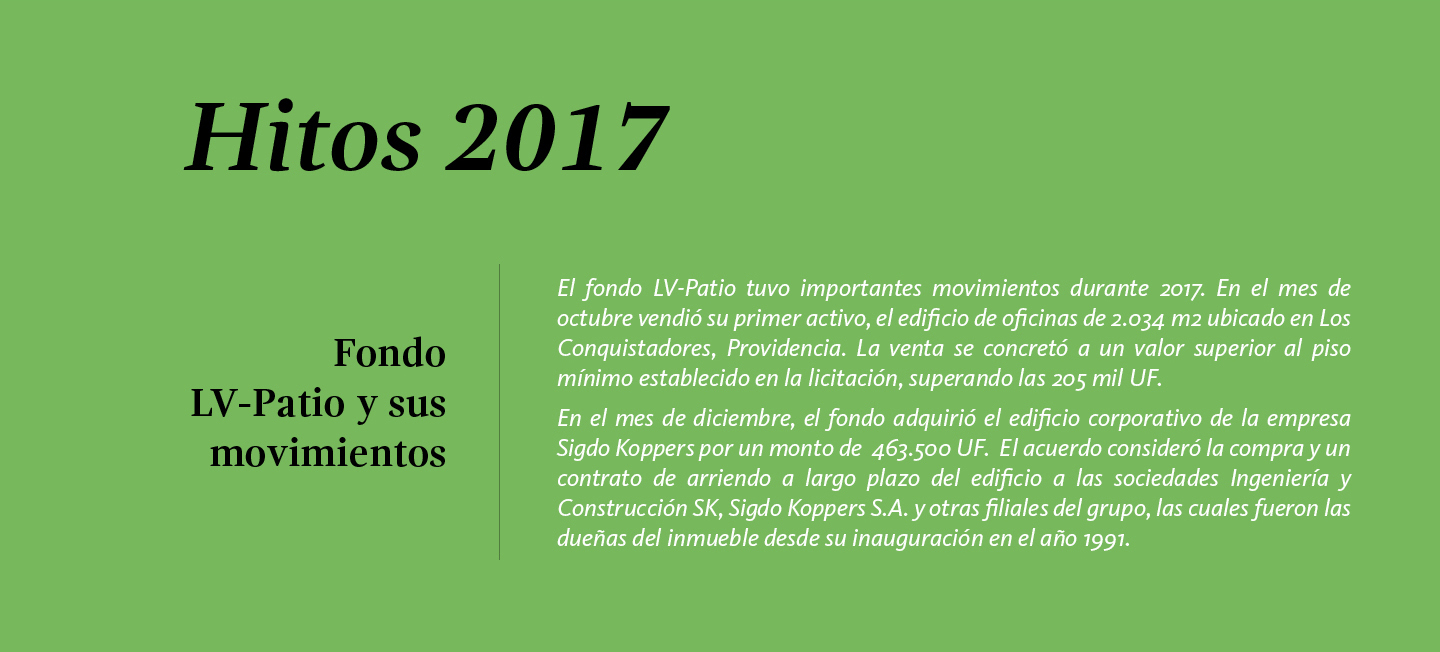 Hitos 2017
Fondo
LV-Patio y sus
movimientos
El fondo LV-Patio tuvo importantes movimientos durante 2017. En el mes de
octubre vendió su primer activo, el edificio de oficinas de 2.034 m2 ubicado en Los
Conquistadores, Providencia. La venta se concretó a un valor superior al piso
mínimo establecido en la licitación, superando las 205 mil UF.
En el mes de diciembre, el fondo adquirió el edificio corporativo de la empresa
Sigdo Koppers por un monto de 463.500 UF. El acuerdo consideró la compra y un
contrato de arriendo a largo plazo del edificio a las sociedades Ingeniería y
Construcción SK, Sigdo Koppers S.A. y otras filiales del grupo, las cuales fueron las
dueñas del inmueble desde su inauguración en el año 1991.